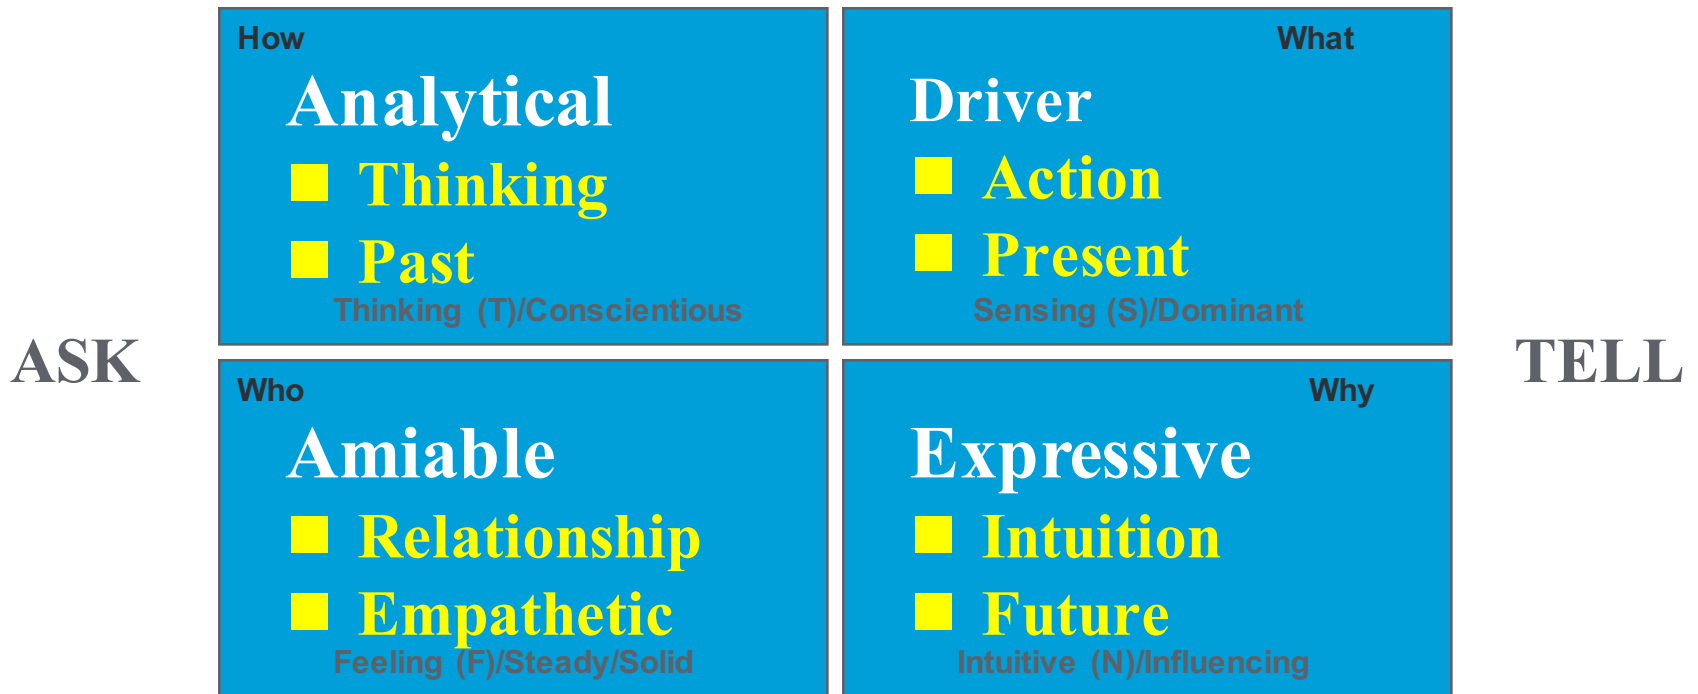 How
Analytical
Thinking
Past
Thinking (T)/Conscientious
What
Driver
Action
Present
Sensing (S)/Dominant
ASK
TELL
Who
Amiable
Relationship
Empathetic
Feeling (F)/Steady/Solid
Why
Expressive
Intuition
Future
Intuitive (N)/Influencing